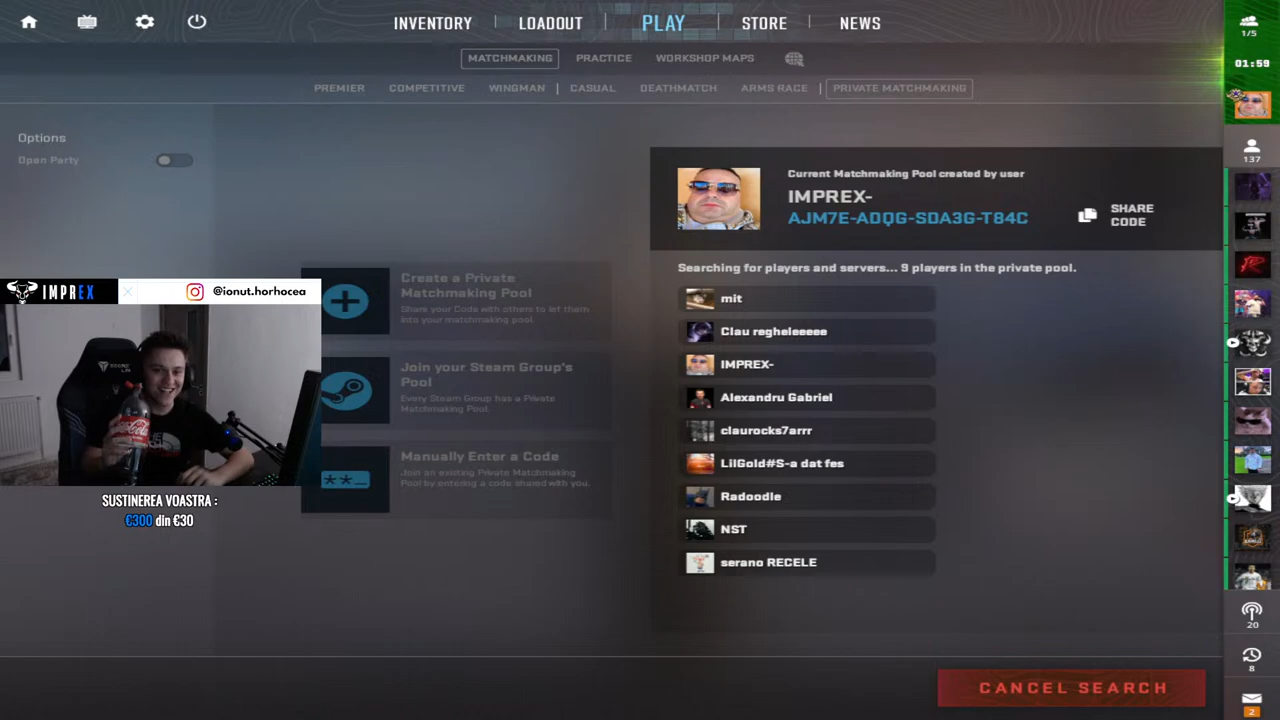 INVENTORY
LOADOUT
PLAY
STORE
NEWS
1/5
MATCHMAKING
PRACTICE
WORKSHOP MAPS
01:59
PREMIER
COMPETITIVE
WINGMAN
CASUAL
DEATHMATCH
ARMS RACE
PRIVATE MATCHMAKING
Options
Open Party
137
Current Matchmaking Pool created by user
IMPREX-
AJM7E-ADQG-SDA3G-T84C
SHARE
CODE
Searching for players and servers... 9 players in the private pool.
mit
Clau regheleeeee
IMPREX-
Alexandru Gabriel
claurocks7arrr
LilGold#S-a dat fes
Radoodle
NST
serano RECELE
Create a Private
Matchmaking Pool
Share your Code with others to let them
into your matchmaking pool.
Join your Steam Group's
Pool
Every Steam Group has a Private
Matchmaking Pool.
Manually Enter a Code
Join an existing Private Matchmaking
Pool by entering a code shared with you.
**_
IMPREX
@ionut.horhocea
Coca-Cola
SUSTINEREA VOASTRA :
€300 din €30
20
8
2
CANCEL SEARCH